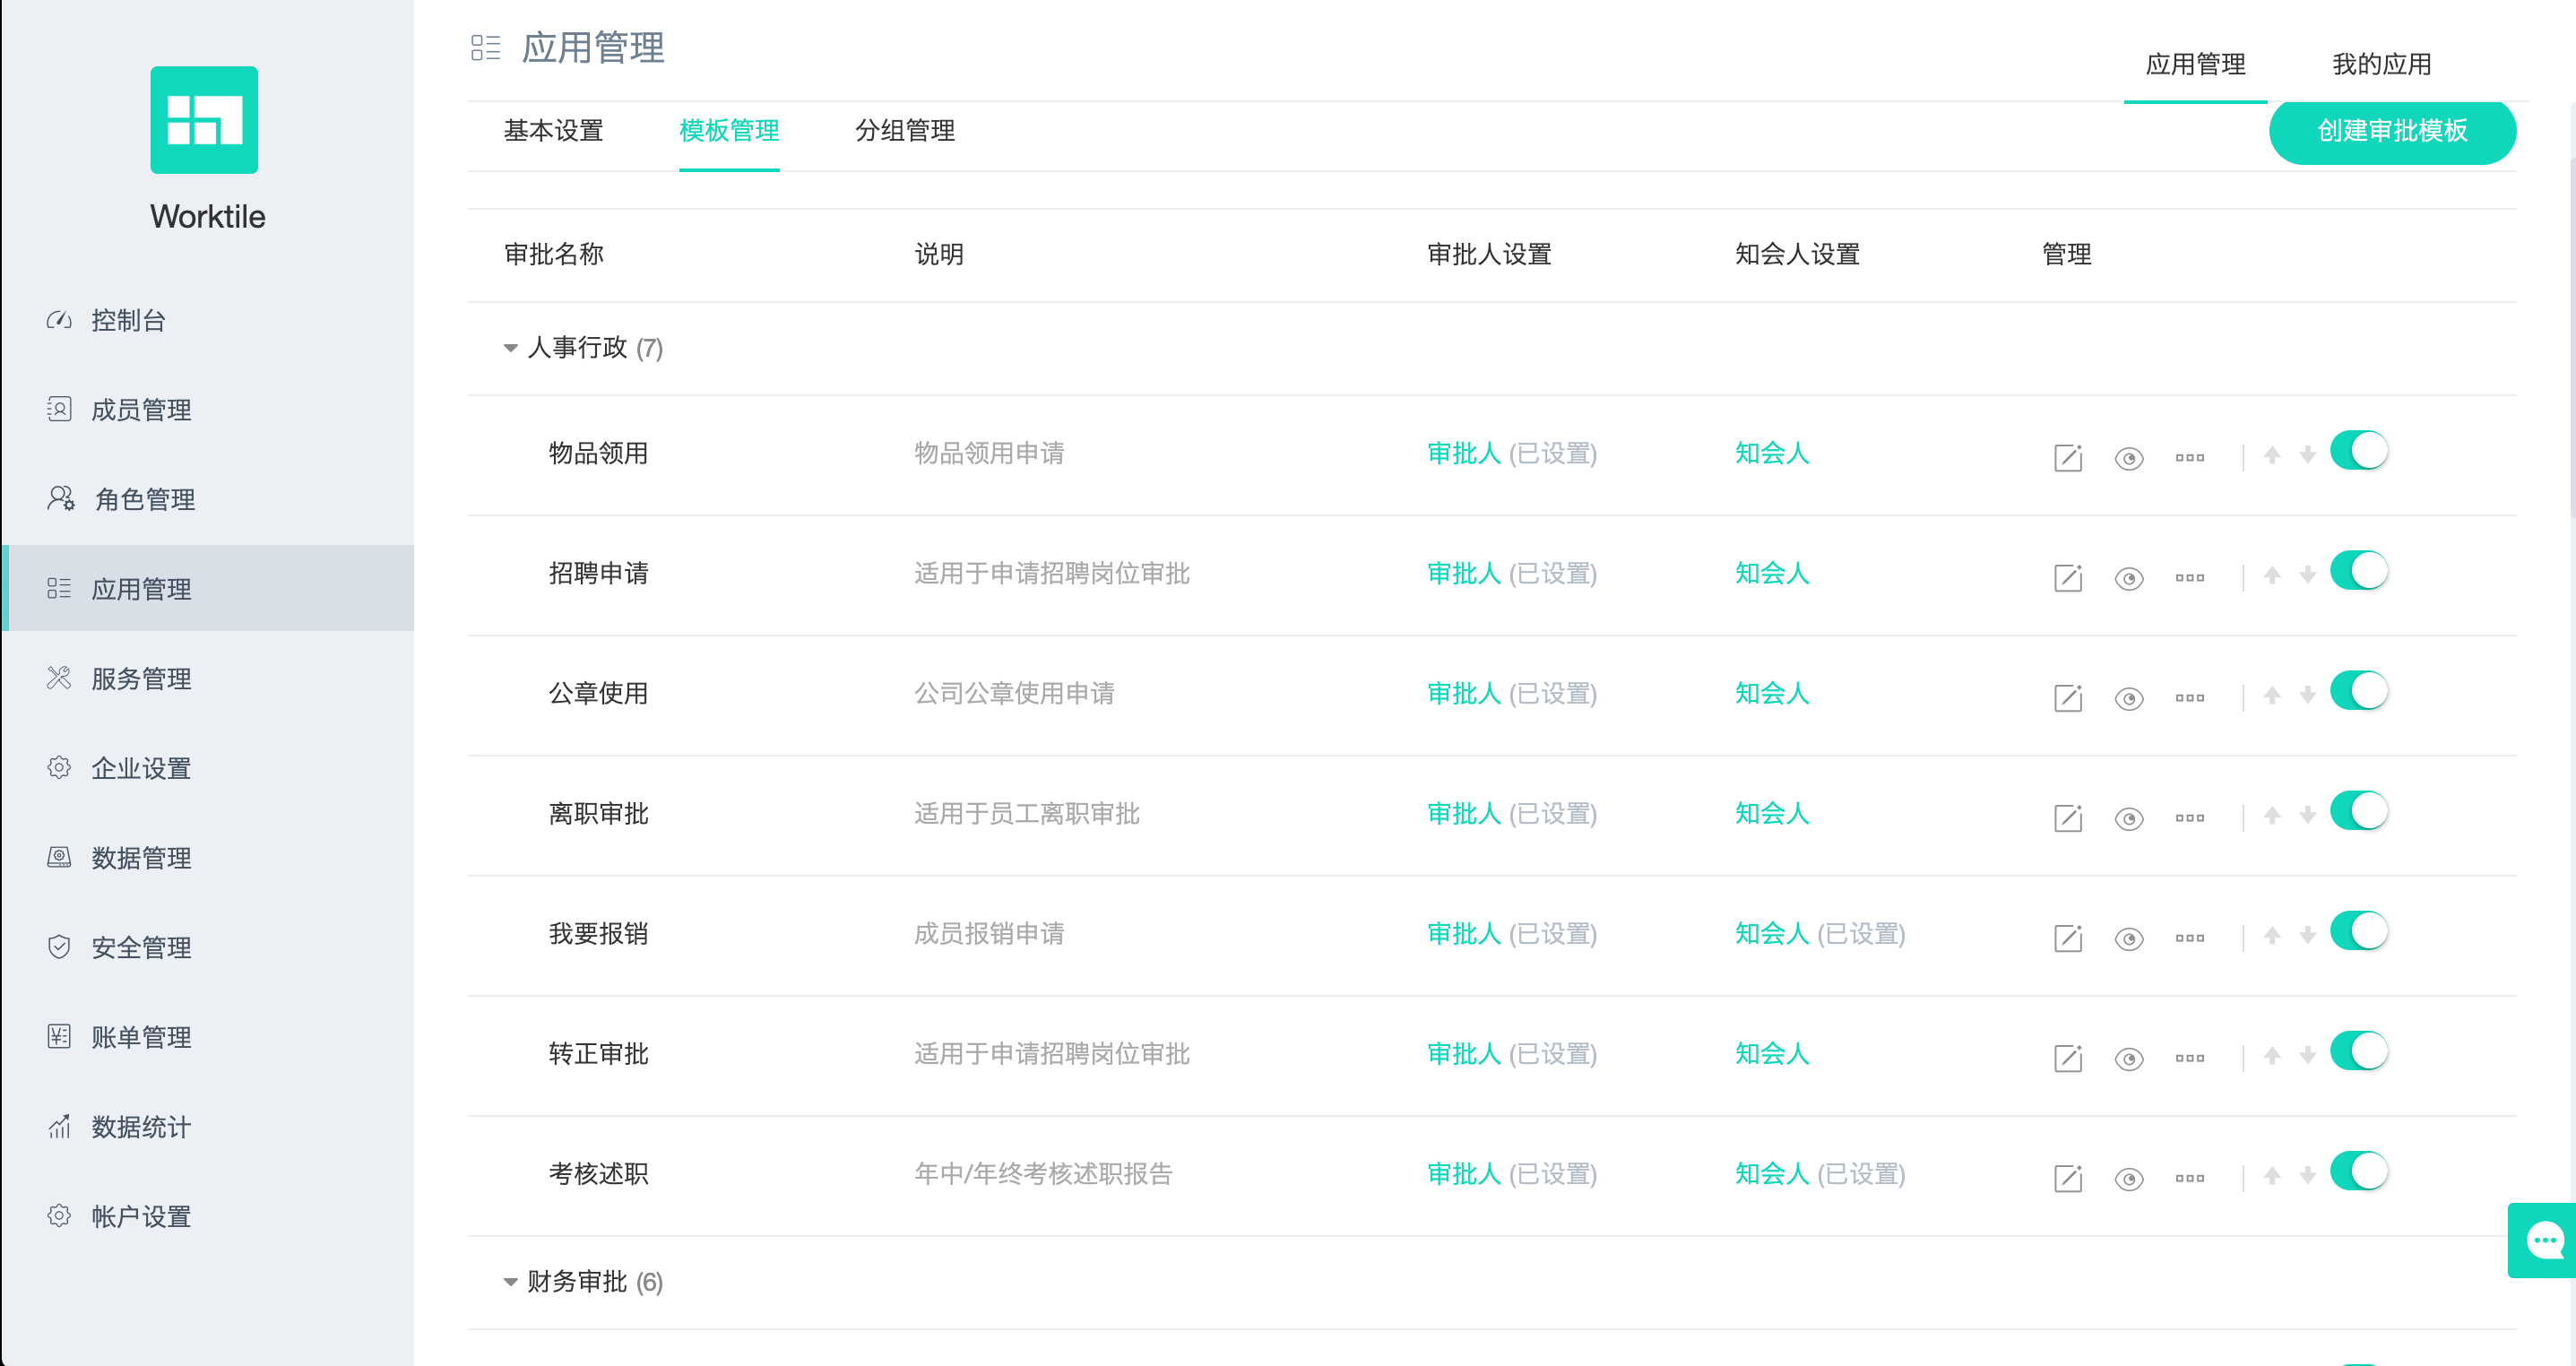 应用管理
应用管理
我的应用
基本设置
模板管理
分组管理
创建审批模板
Worktile
控制台
成员管理
角色管理
应用管理
服务管理
企业设置
数据管理
安全管理
账单管理
数据统计
帐户设置
审批名称 说明 审批人设置 知会人设置 管理
人事行政 (7)
物品领用 物品领用申请 审批人 (已设置) 知会人
招聘申请 适用于申请招聘岗位审批 审批人 (已设置) 知会人
公章使用 公司公章使用申请 审批人 (已设置) 知会人
离职审批 适用于员工离职审批 审批人 (已设置) 知会人
我要报销 成员报销申请 审批人 (已设置) 知会人 (已设置)
转正审批 适用于申请招聘岗位审批 审批人 (已设置) 知会人
考核述职 年中/年终考核述职报告 审批人 (已设置) 知会人 (已设置)
财务审批 (6)